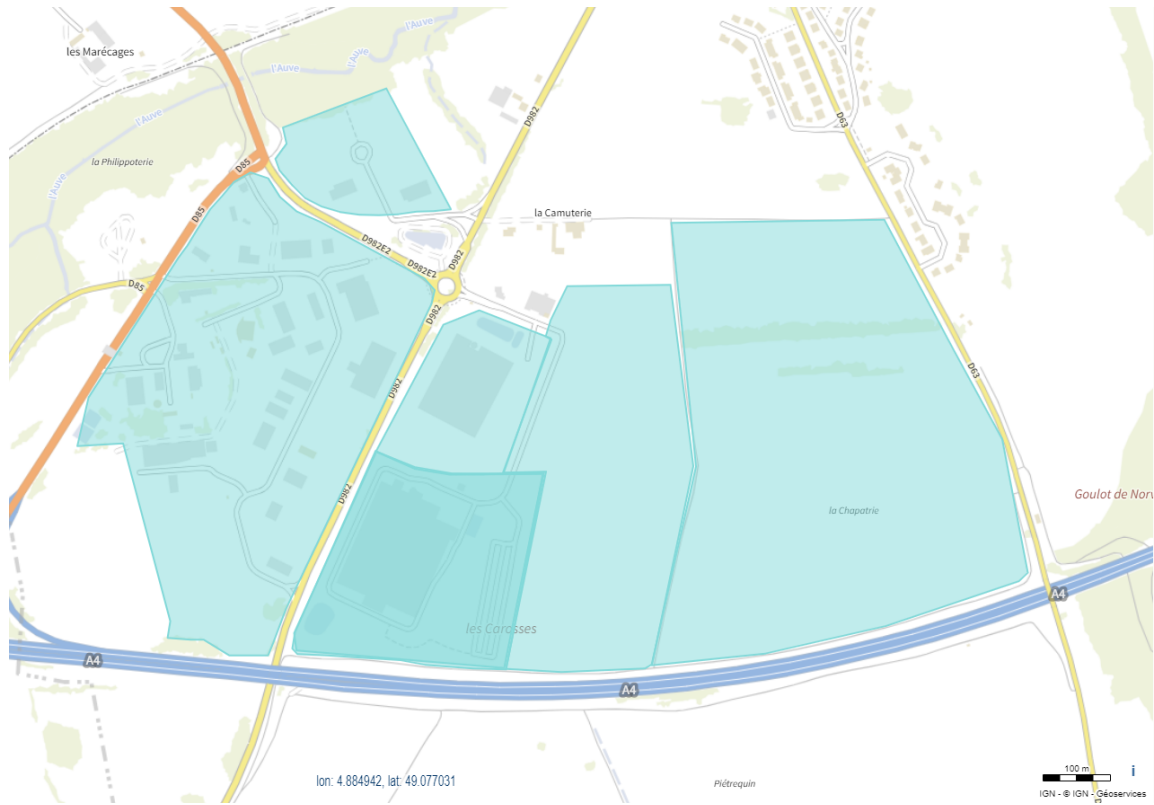 les Marécages
l'Auve
l'Auve
l'Auve
l'Auve
la Philippoterie
D85
D85
D85
D982
D63
la Camuterie
D982E2
D982E2
D982
D982
D982
D982
D63
la Chapatrie
Goulot de Norv
les Carosses
A4
A4
A4
lon: 4.884942, lat: 49.077031
Piétrequin
100 m
i
IGN - © IGN - Géoservices